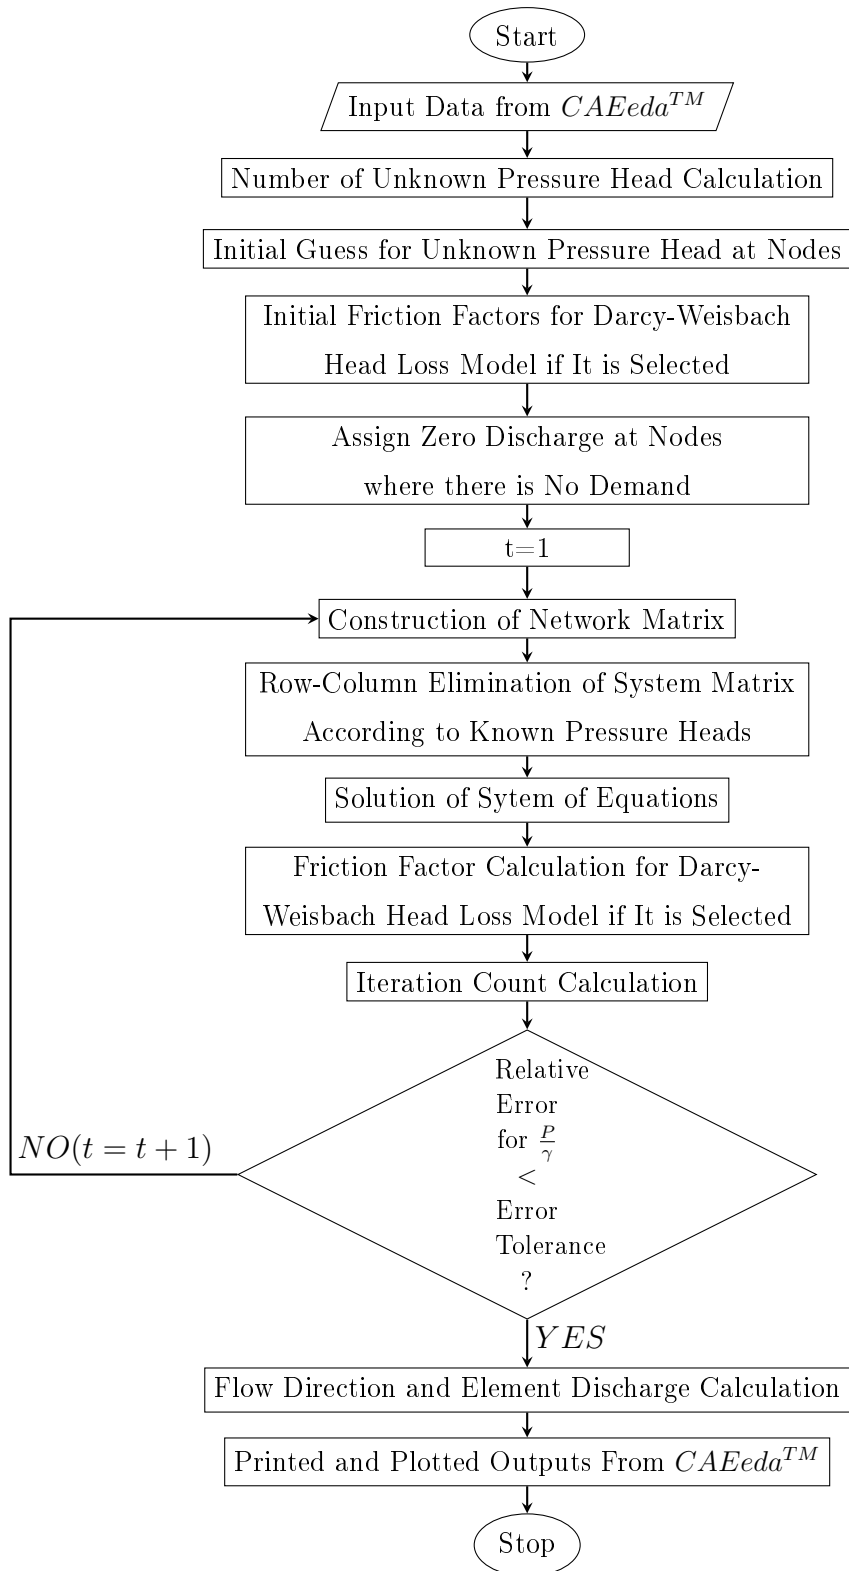 Start
Input Data from CAEeda^{TM}
Number of Unknown Pressure Head Calculation
Initial Guess for Unknown Pressure Head at Nodes
Initial Friction Factors for Darcy-Weisbach
Head Loss Model if It is Selected
Assign Zero Discharge at Nodes
where there is No Demand
t=1
Construction of Network Matrix
Row-Column Elimination of System Matrix
According to Known Pressure Heads
Solution of Sytem of Equations
Friction Factor Calculation for Darcy-
Weisbach Head Loss Model if It is Selected
Iteration Count Calculation
Relative
Error
for \frac{P}{\gamma}
<
Error
Tolerance
?
NO(t = t + 1)
YES
Flow Direction and Element Discharge Calculation
Printed and Plotted Outputs From CAEeda^{TM}
Stop